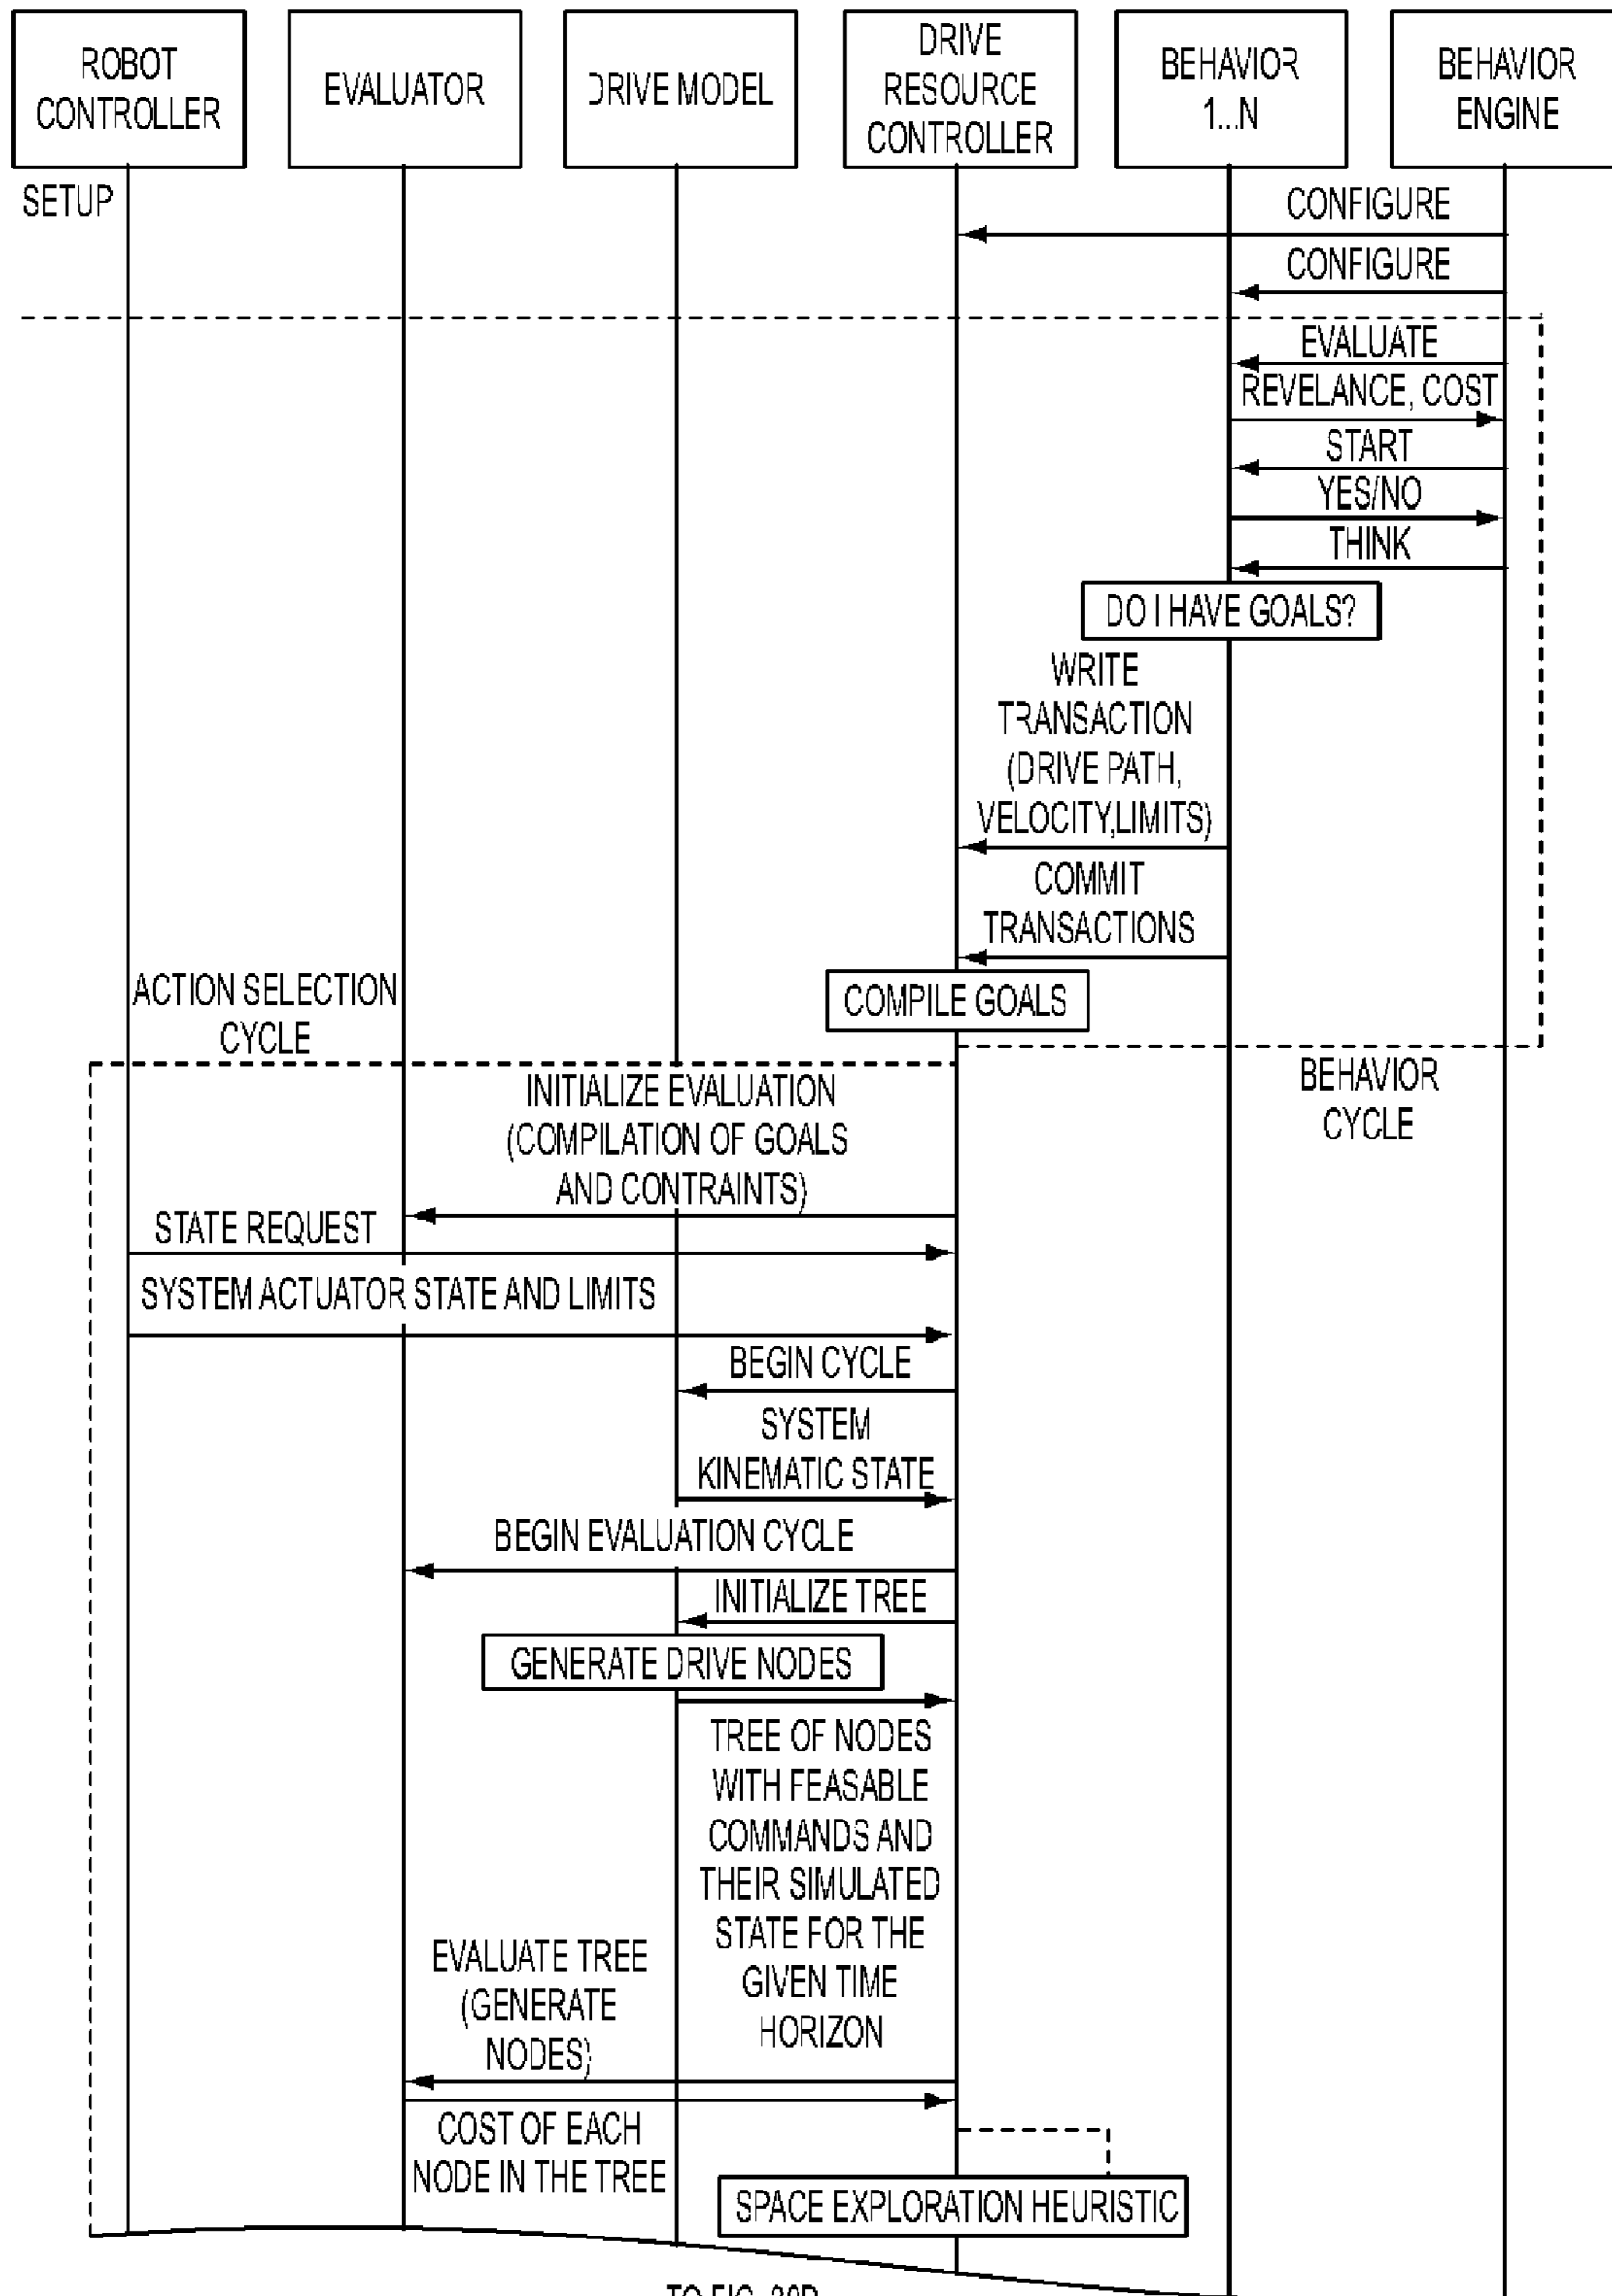 ROBOT
CONTROLLER
EVALUATOR
DRIVE MODEL
DRIVE
RESOURCE
CONTROLLER
BEHAVIOR
1...N
BEHAVIOR
ENGINE
SETUP
CONFIGURE
CONFIGURE
EVALUATE
REVELANCE, COST
START
YES/NO
THINK
DO I HAVE GOALS?
WRITE
TRANSACTION
(DRIVE PATH,
VELOCITY,LIMITS)
COMMIT
TRANSACTIONS
COMPILE GOALS
ACTION SELECTION
CYCLE
BEHAVIOR
CYCLE
INITIALIZE EVALUATION
(COMPILATION OF GOALS
AND CONTRAINTS)
STATE REQUEST
SYSTEM ACTUATOR STATE AND LIMITS
BEGIN CYCLE
SYSTEM
KINEMATIC STATE
BEGIN EVALUATION CYCLE
INITIALIZE TREE
GENERATE DRIVE NODES
TREE OF NODES
WITH FEASABLE
COMMANDS AND
THEIR SIMULATED
STATE FOR THE
GIVEN TIME
HORIZON
EVALUATE TREE
(GENERATE
NODES)
COST OF EACH
NODE IN THE TREE
SPACE EXPLORATION HEURISTIC
TO FIG.